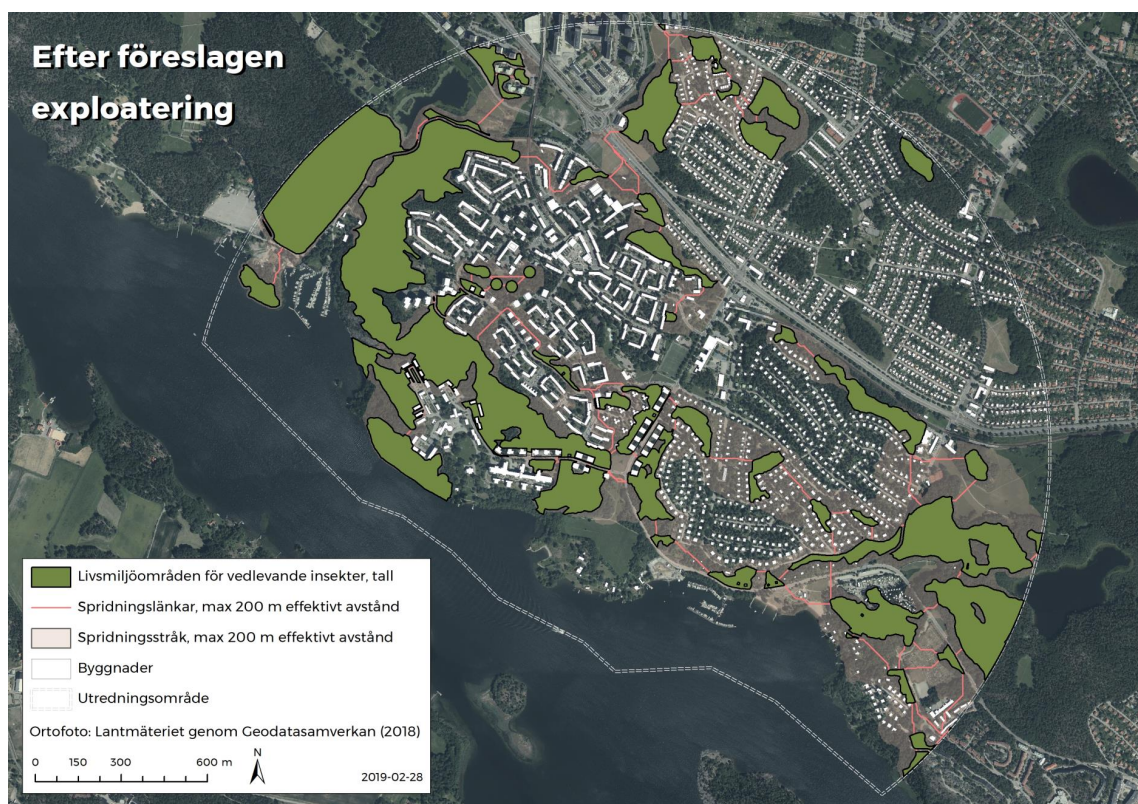 Efter föreslagen
exploatering
Livsmiljöområden för vedlevande insekter, tall
Spridningslänkar, max 200 m effektivt avstånd
Spridningsstråk, max 200 m effektivt avstånd
Byggnader
Utredningsområde
Ortofoto: Lantmäteriet genom Geodatasamverkan (2018)
N
0 150 300 600 m
2019-02-28